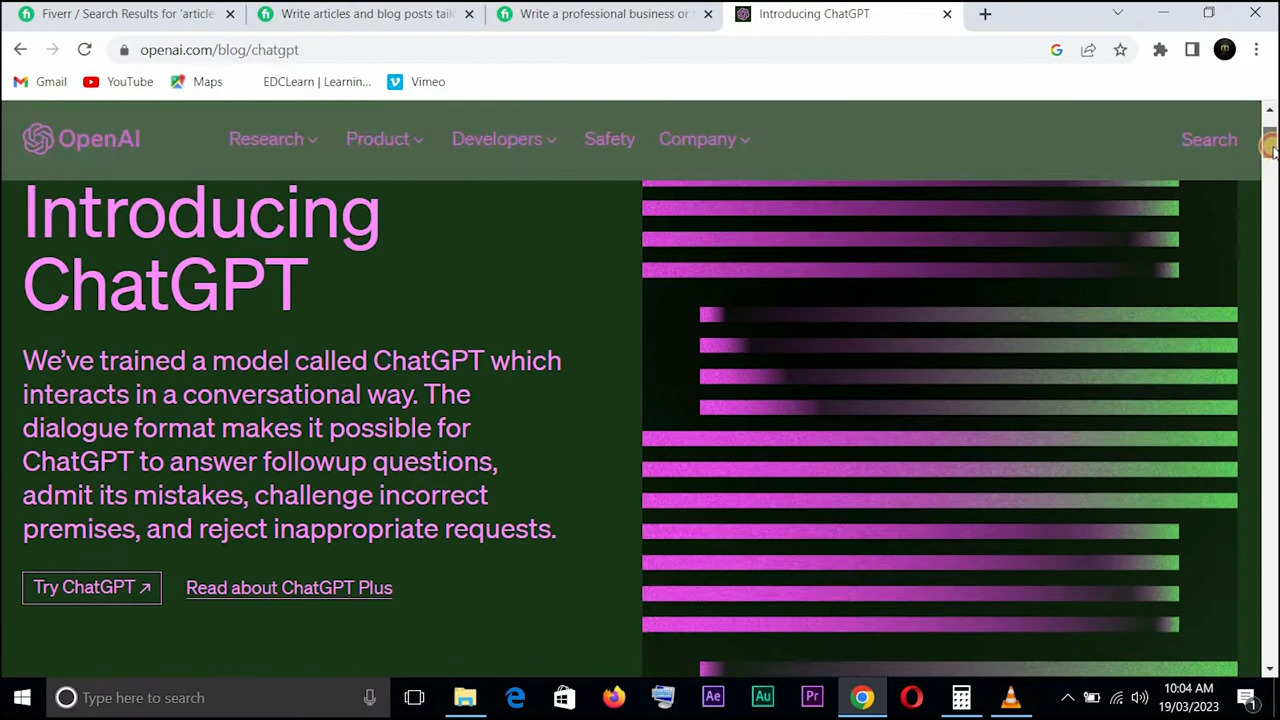 Fiverr / Search Results for 'article
Write articles and blog posts tail
Write a professional business or
Introducing ChatGPT
openai.com/blog/chatgpt
Gmail
YouTube
Maps
EDCLearn | Learnin...
Vimeo
OpenAI
Research
Product
Developers
Safety
Company
Search
Introducing
ChatGPT
We’ve trained a model called ChatGPT which
interacts in a conversational way. The
dialogue format makes it possible for
ChatGPT to answer followup questions,
admit its mistakes, challenge incorrect
premises, and reject inappropriate requests.
Try ChatGPT ↗
Read about ChatGPT Plus
Type here to search
Ae
Au
Pr
10:04 AM
19/03/2023
1